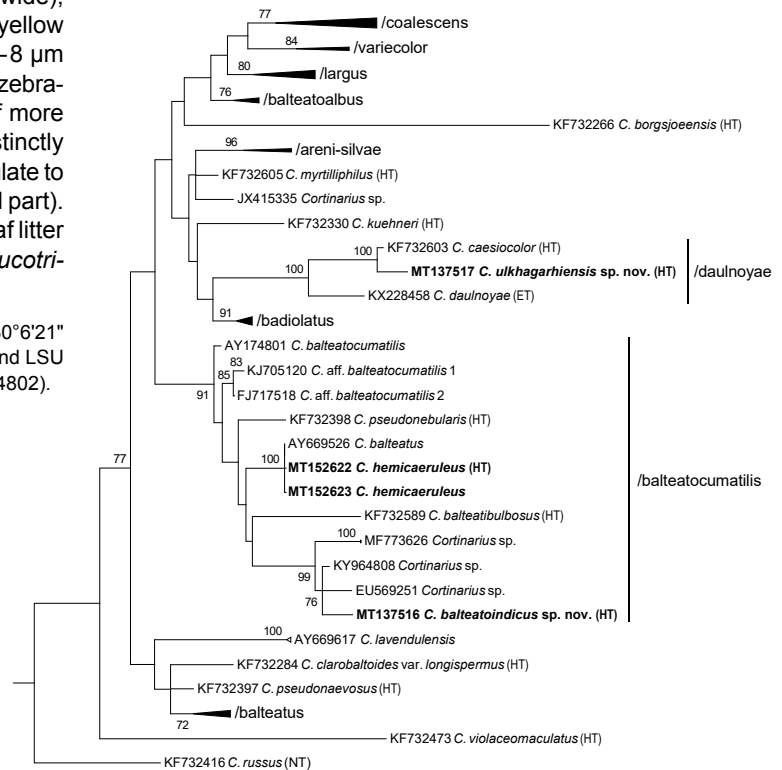 wide),
yellow
–8 µm
zebra-
f more
stinctly
late to
l part).
af litter
ucotri-
60°6'21"
nd LSU
4802).
77
/coalescens
84
/variecolor
80
/largus
76
/balteatoalbus
KF732266 C. borgsjoeensis (HT)
96
/areni-silvae
KF732605 C. myrtilliphilus (HT)
JX415335 Cortinarius sp.
KF732330 C. kuehneri (HT)
100
KF732603 C. caesiocolor (HT)
100
MT137517 C. ulkhagarhiensis sp. nov. (HT)
/daulnoyae
KX228458 C. daulnoyae (ET)
91
/badiolatus
AY174801 C. balteatocumatilis
83
KJ705120 C. aff. balteatocumatilis 1
85
91
FJ717518 C. aff. balteatocumatilis 2
KF732398 C. pseudonebularis (HT)
AY669526 C. balteatus
100
MT152622 C. hemicaeruleus (HT)
77
MT152623 C. hemicaeruleus
/balteatocumatilis
KF732589 C. balteatibulbosus (HT)
100
MF773626 Cortinarius sp.
KY964808 Cortinarius sp.
99
EU569251 Cortinarius sp.
76
MT137516 C. balteatoindicus sp. nov. (HT)
100
AY669617 C. lavendulensis
KF732284 C. clarobaltoides var. longispermus (HT)
KF732397 C. pseudonaevosus (HT)
/balteatus
72
KF732473 C. violaceomaculatus (HT)
KF732416 C. russus (NT)